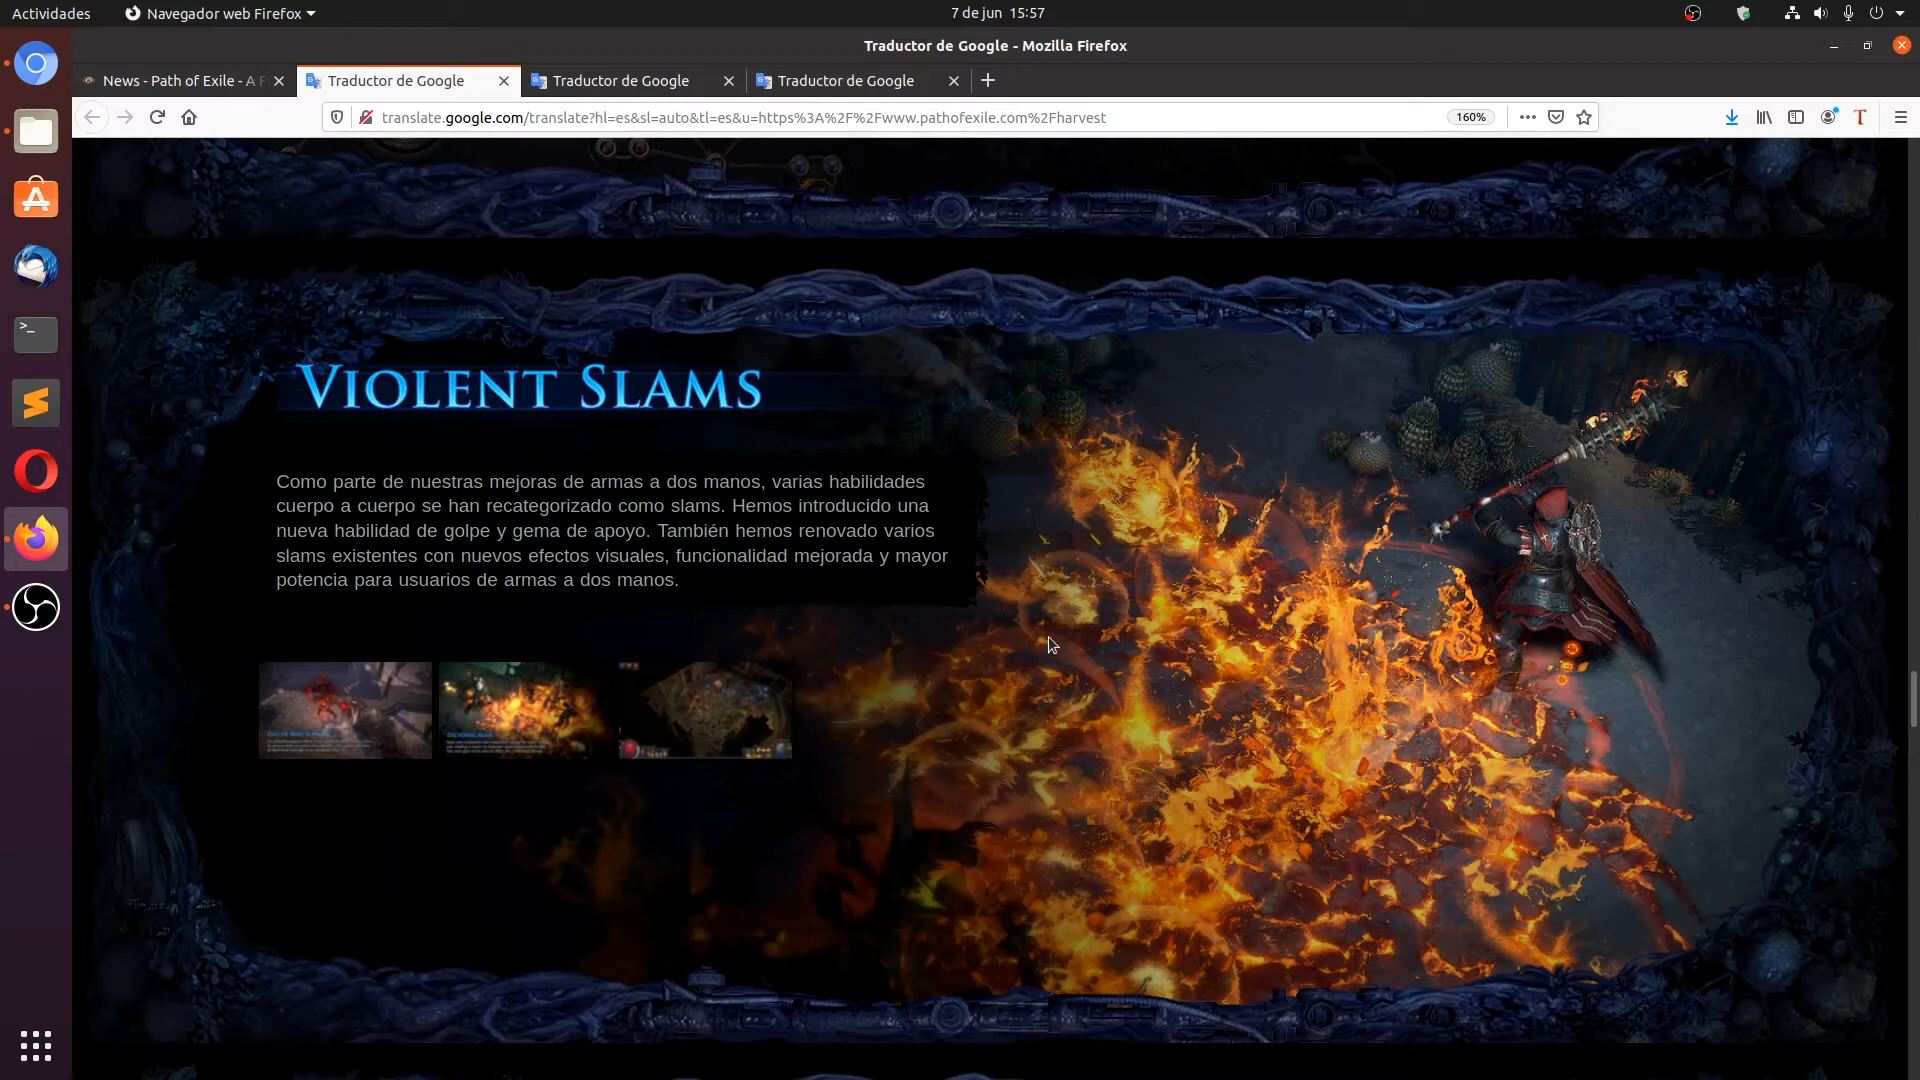 Actividades
Navegador web Firefox
7 de jun 15:57
Traductor de Google - Mozilla Firefox
News - Path of Exile - A F
Traductor de Google
Traductor de Google
Traductor de Google
translate.google.com/translate?hl=es&sl=auto&tl=es&u=https%3A%2F%2Fwww.pathofexile.com%2Fharvest
160%
VIOLENT SLAMS
Como parte de nuestras mejoras de armas a dos manos, varias habilidades
cuerpo a cuerpo se han recategorizado como slams. Hemos introducido una
nueva habilidad de golpe y gema de apoyo. También hemos renovado varios
slams existentes con nuevos efectos visuales, funcionalidad mejorada y mayor
potencia para usuarios de armas a dos manos.